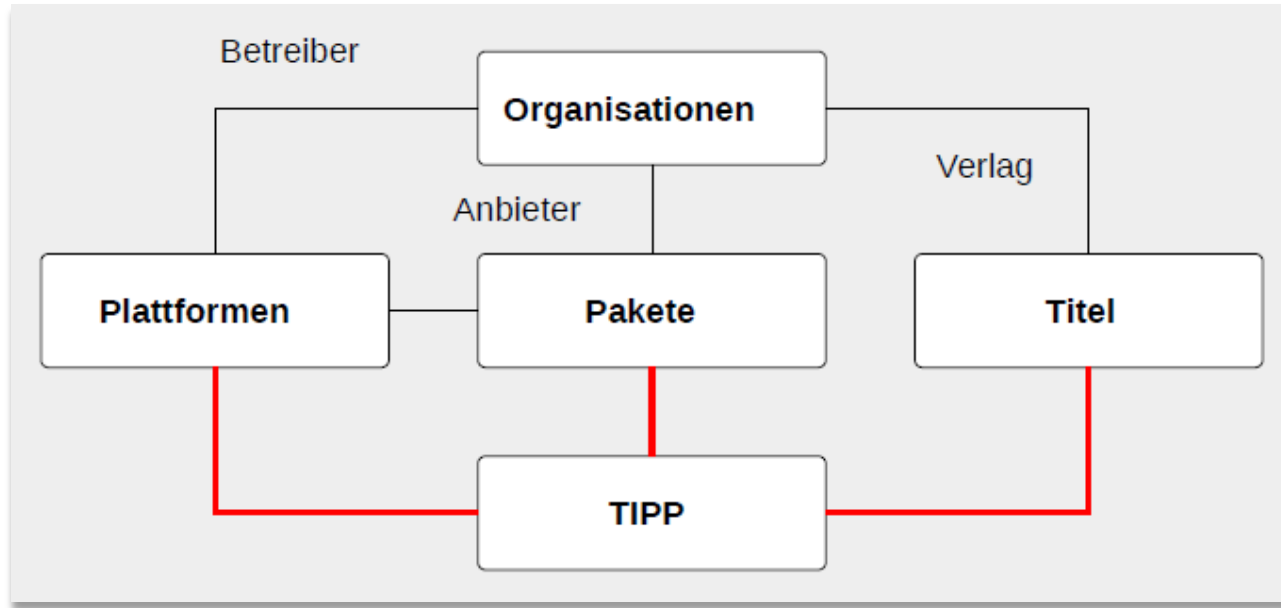 Betreiber
Organisationen
Verlag
Anbieter
Plattformen
Pakete
Titel
TIPP